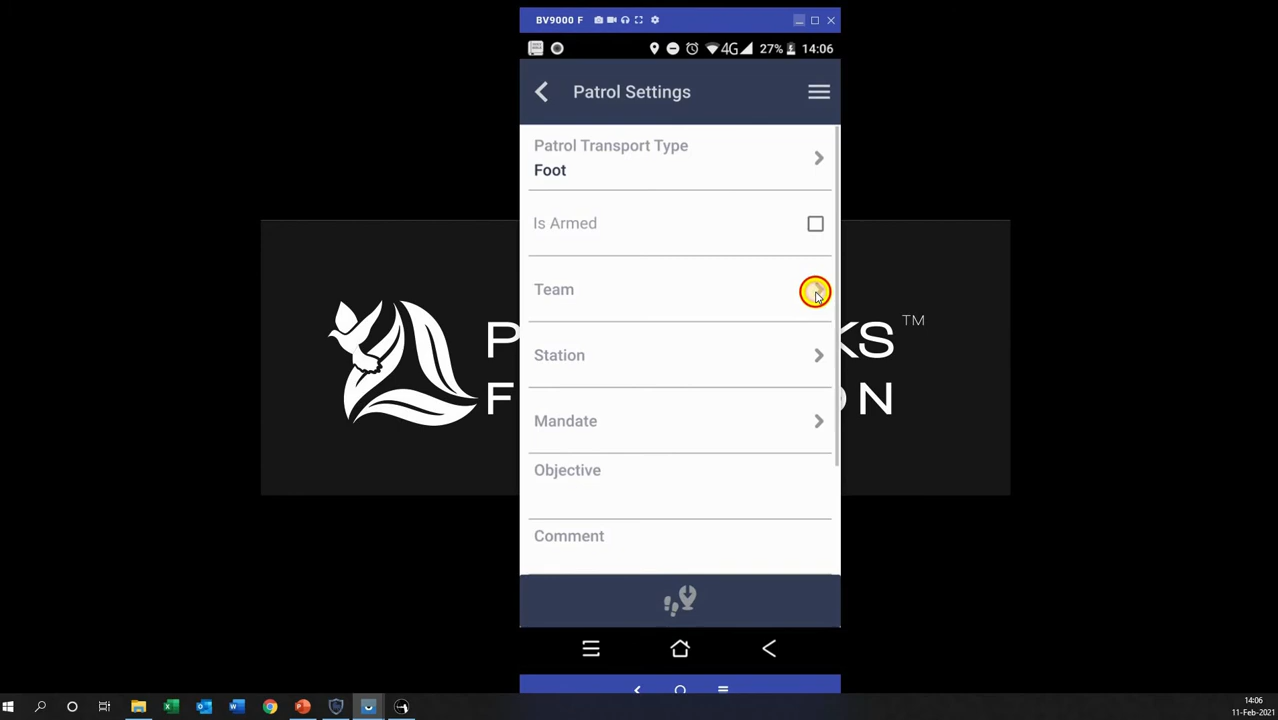 BV9000 F
4G 27% 14:06
Patrol Settings
Patrol Transport Type
Foot
Is Armed
Team
Station
Mandate
Objective
Comment
TM
14:06
11-Feb-2021